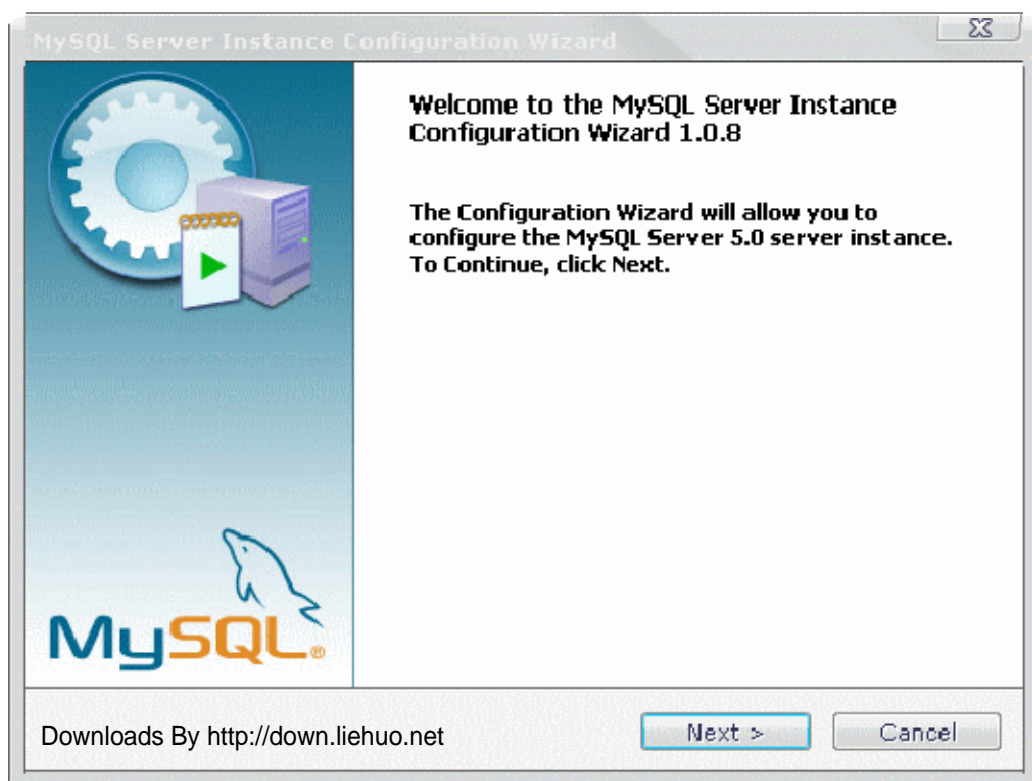 MySQL Server Instance Configuration Wizard
Welcome to the MySQL Server Instance
Configuration Wizard 1.0.8
The Configuration Wizard will allow you to
configure the MySQL Server 5.0 server instance.
To Continue, click Next.
MySQL®
Downloads By http://down.liehuo.net
Next >
Cancel